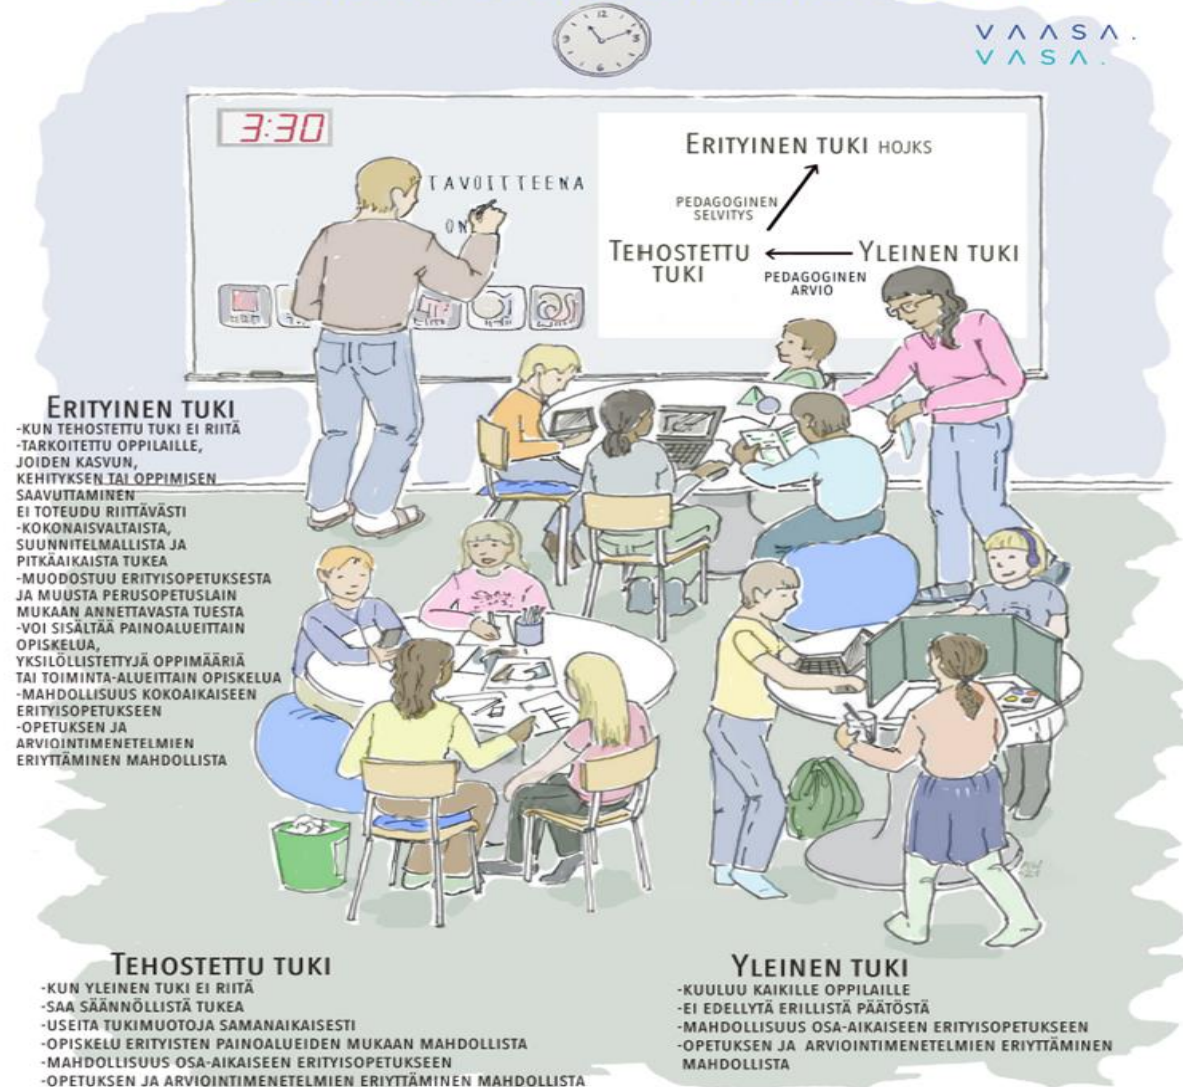 VAASA.
VASA.
3:30
TAVOITTEENA
ON
ERITYINEN TUKI HOJKS
PEDAGOGINEN
SELVITYS
TEHOSTETTU
TUKI
YLEINEN TUKI
PEDAGOGINEN
ARVIO
ERITYINEN TUKI
-KUN TEHOSTETTU TUKI EI RIITÄ
-TARKOITETTU OPPILAILLE,
JOIDEN KASVUN,
KEHITYKSEN TAI OPPIMISEN
SAAVUTTAMINEN
EI TOTEUDU RIITTÄVÄSTI
-KOKONAISVALTAISTA,
SUUNNITELMALLISTA JA
PITKÄAIKAISTA TUKEA
-MUODOSTUU ERITYISOPETUKSESTA
JA MUUSTA PERUSOPETUSLAIN
MUKAAN ANNETTAVASTA TUESTA
-VOI SISÄLTÄÄ PAINOALUEITTAIN
OPISKELUA,
YKSILÖLLISTETTYJÄ OPPIMÄÄRIÄ
TAI TOIMINTA-ALUEITTAIN OPISKELUA
-MAHDOLLISUUS KOKOAIKAISEEN
ERITYISOPETUKSEEN
-OPETUKSEN JA
ARVIOINTIMENETELMIEN
ERIYTTÄMINEN MAHDOLLISTA
TEHOSTETTU TUKI
-KUN YLEINEN TUKI EI RIITÄ
-SAA SÄÄNNÖLLISTÄ TUKEA
-USEITA TUKIMUOTOJA SAMANAIKAISESTI
-OPISKELU ERITYISTEN PAINOALUEIDEN MUKAAN MAHDOLLISTA
-MAHDOLLISUUS OSA-AIKAISEEN ERITYISOPETUKSEEN
-OPETUKSEN JA ARVIOINTIMENETELMIEN ERIYTTÄMINEN MAHDOLLISTA
YLEINEN TUKI
-KUULUU KAIKILLE OPPILAILLE
-EI EDELLYTÄ ERILLISTÄ PÄÄTÖSTÄ
-MAHDOLLISUUS OSA-AIKAISEEN ERITYISOPETUKSEEN
-OPETUKSEN JA ARVIOINTIMENETELMIEN ERIYTTÄMINEN
MAHDOLLISTA